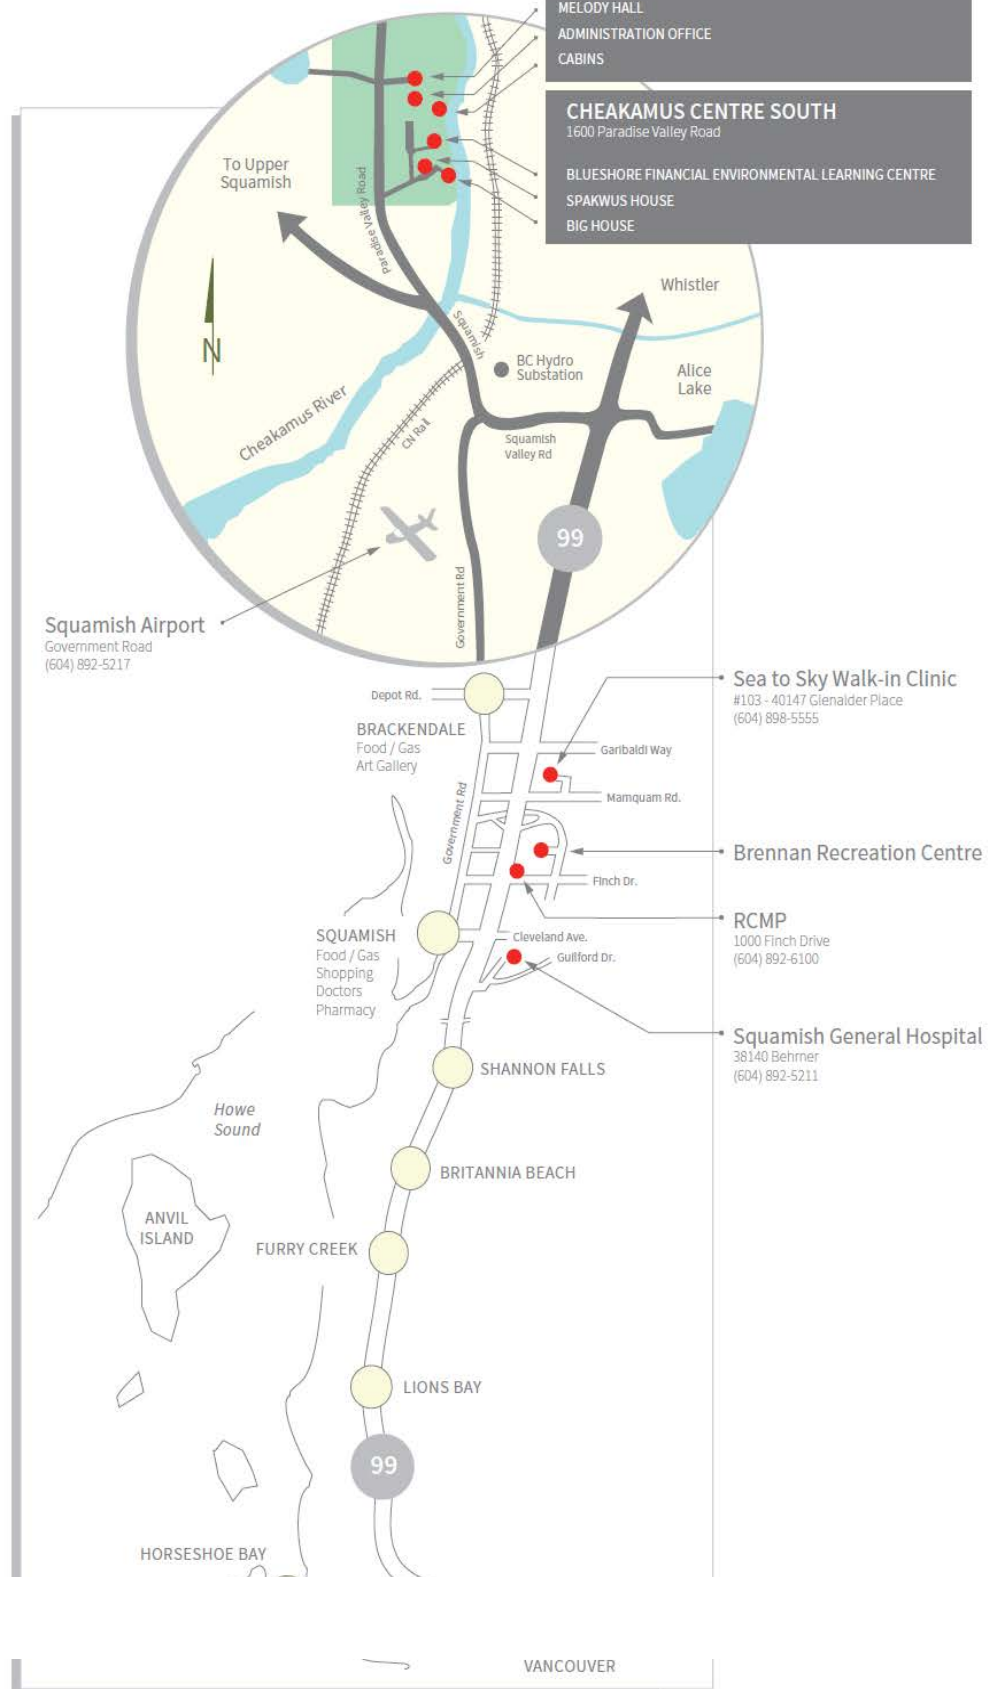 MELODY HALL
ADMINISTRATION OFFICE
CABINS
CHEAKAMUS CENTRE SOUTH
1600 Paradise Valley Road
BLUESHORE FINANCIAL ENVIRONMENTAL LEARNING CENTRE
SPAKWUS HOUSE
BIG HOUSE
To Upper
Squamish
Paradise Valley Road
Whistler
N
Squamish
BC Hydro
Substation
Alice
Lake
Cheakamus River
CN Rail
Squamish
Valley Rd
99
Government Rd
Squamish Airport
Government Road
(604) 892-5217
Depot Rd.
BRACKENDALE
Food / Gas
Art Gallery
Sea to Sky Walk-in Clinic
#103 - 40147 Glenalder Place
(604) 898-5555
Garibaldi Way
Mamquam Rd.
Government Rd
Brennan Recreation Centre
Finch Dr.
RCMP
1000 Finch Drive
(604) 892-6100
SQUAMISH
Food / Gas
Shopping
Doctors
Pharmacy
Cleveland Ave.
Guilford Dr.
Squamish General Hospital
38140 Behrner
(604) 892-5211
SHANNON FALLS
Howe
Sound
BRITANNIA BEACH
ANVIL
ISLAND
FURRY CREEK
LIONS BAY
99
HORSESHOE BAY
VANCOUVER